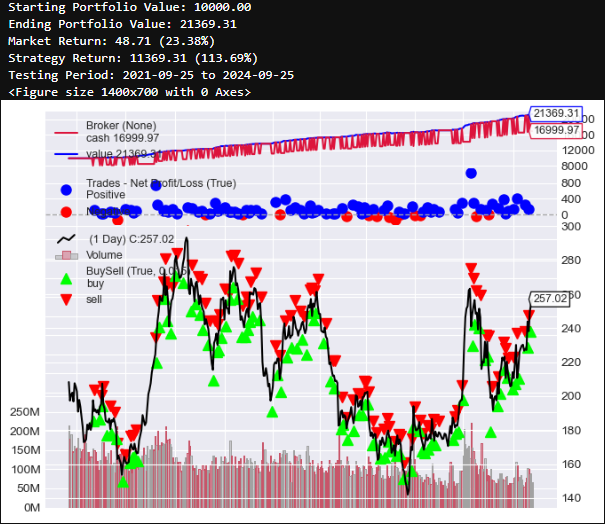 Starting Portfolio Value: 10000.00
Ending Portfolio Value: 21369.31
Market Return: 48.71 (23.38%)
Strategy Return: 11369.31 (113.69%)
Testing Period: 2021-09-25 to 2024-09-25
<Figure size 1400x700 with 0 Axes>
21369.31
Broker (None)
cash 16999.97
16999.97
value 21369.31
12000
10000
8000
Trades - Net Profit/Loss (True)
Positive
800
400
0
300
(1 Day) C:257.02
Volume
BuySell (True, 0.015)
buy
sell
280
260
257.02
240
220
200
180
160
140
250M
200M
150M
100M
50M
0M